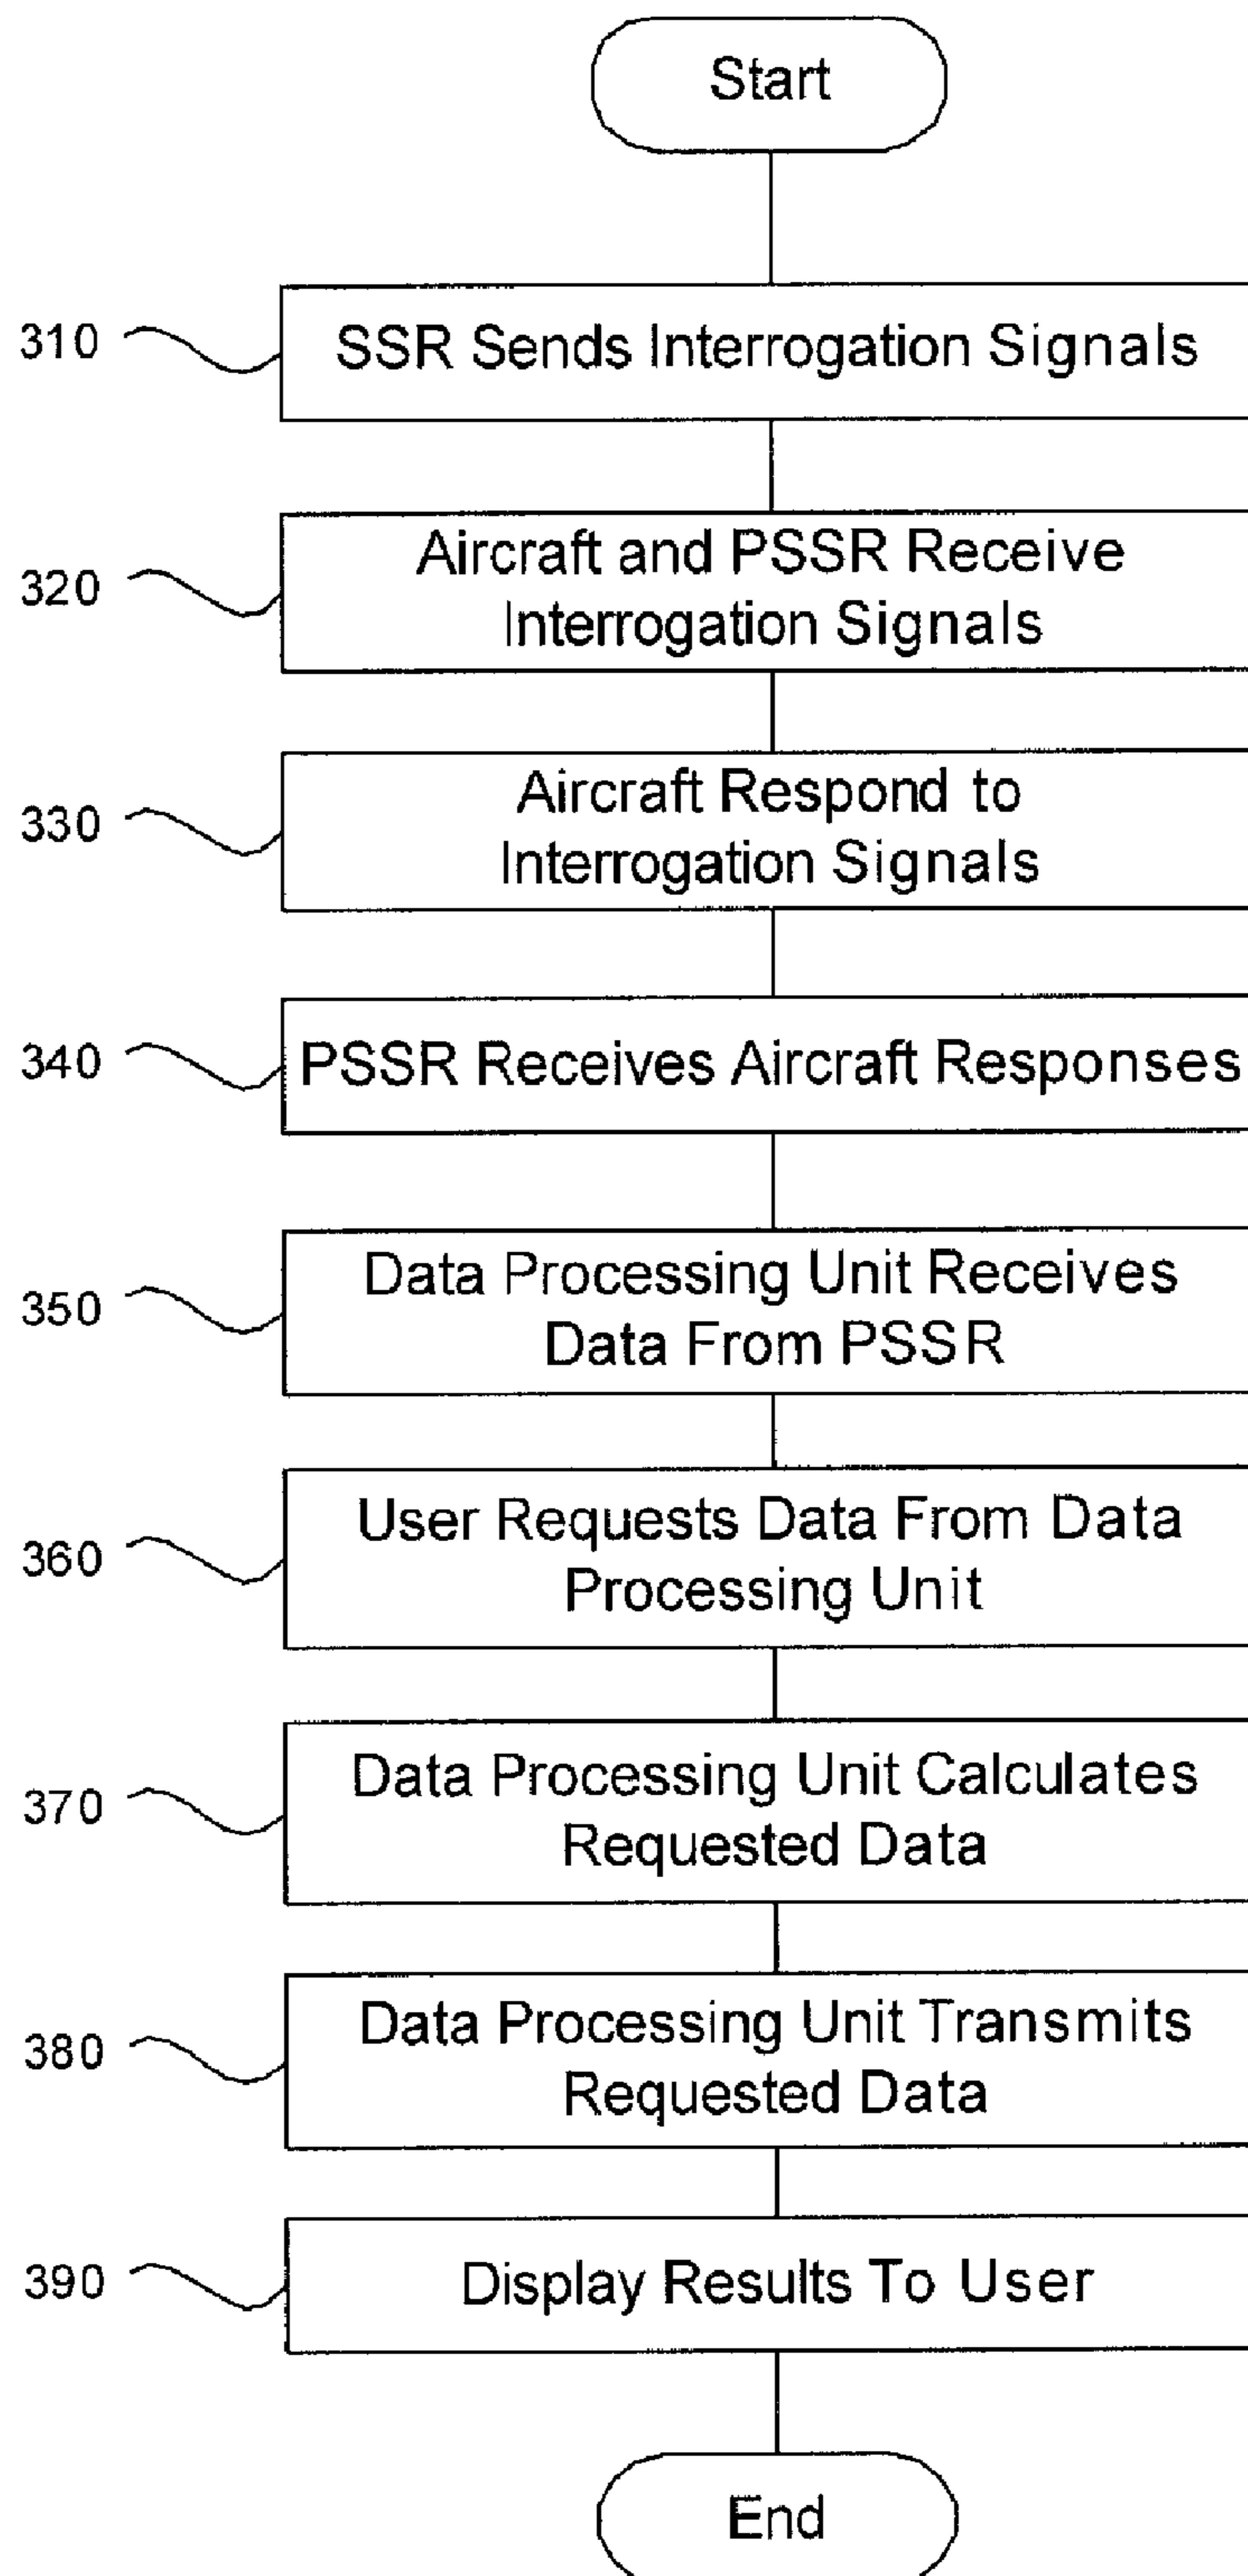 Start
310
SSR Sends Interrogation Signals
320
Aircraft and PSSR Receive
Interrogation Signals
330
Aircraft Respond to
Interrogation Signals
340
PSSR Receives Aircraft Responses
350
Data Processing Unit Receives
Data From PSSR
360
User Requests Data From Data
Processing Unit
370
Data Processing Unit Calculates
Requested Data
380
Data Processing Unit Transmits
Requested Data
390
Display Results To User
End